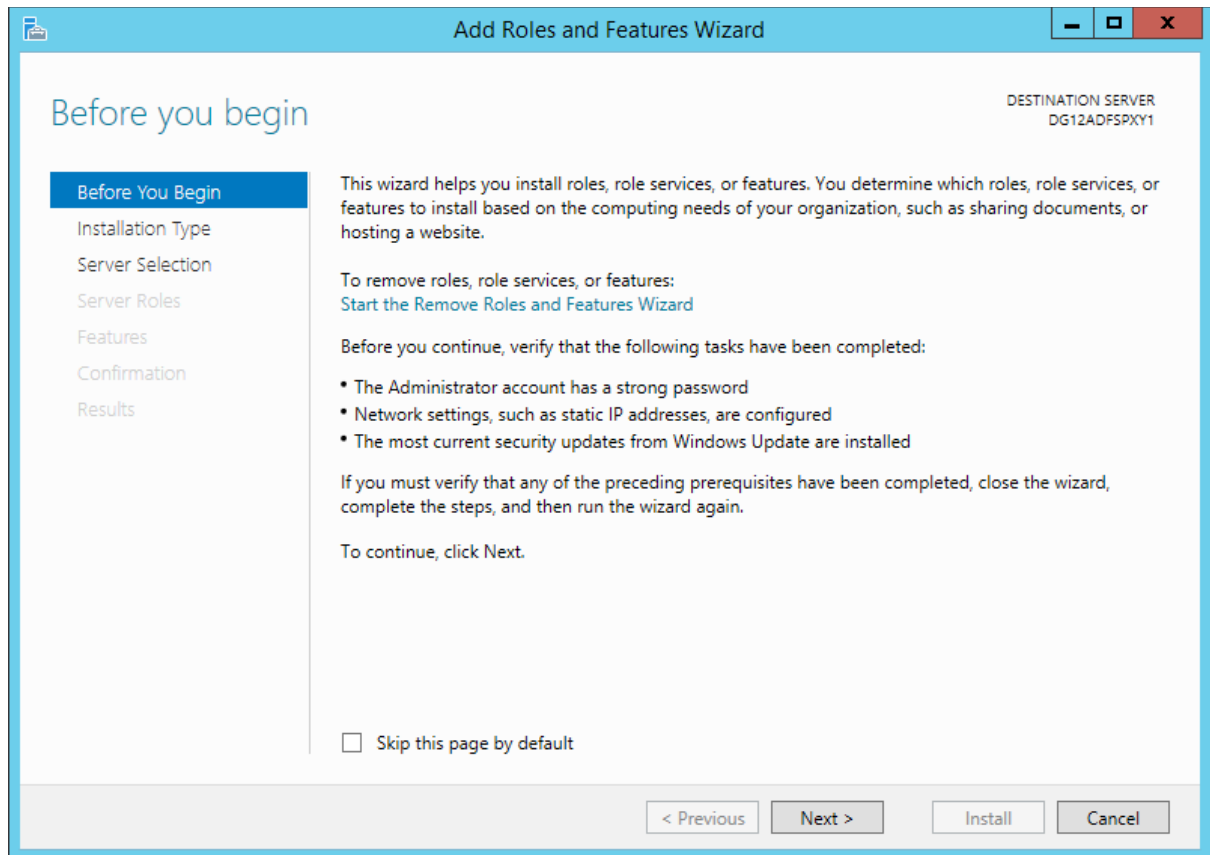 Add Roles and Features Wizard
Before you begin
DESTINATION SERVER
DG12ADFSPXY1
Before You Begin
Installation Type
Server Selection
Server Roles
Features
Confirmation
Results
This wizard helps you install roles, role services, or features. You determine which roles, role services, or
features to install based on the computing needs of your organization, such as sharing documents, or
hosting a website.
To remove roles, role services, or features:
Start the Remove Roles and Features Wizard
Before you continue, verify that the following tasks have been completed:
• The Administrator account has a strong password
• Network settings, such as static IP addresses, are configured
• The most current security updates from Windows Update are installed
If you must verify that any of the preceding prerequisites have been completed, close the wizard,
complete the steps, and then run the wizard again.
To continue, click Next.
Skip this page by default
< Previous
Next >
Install
Cancel